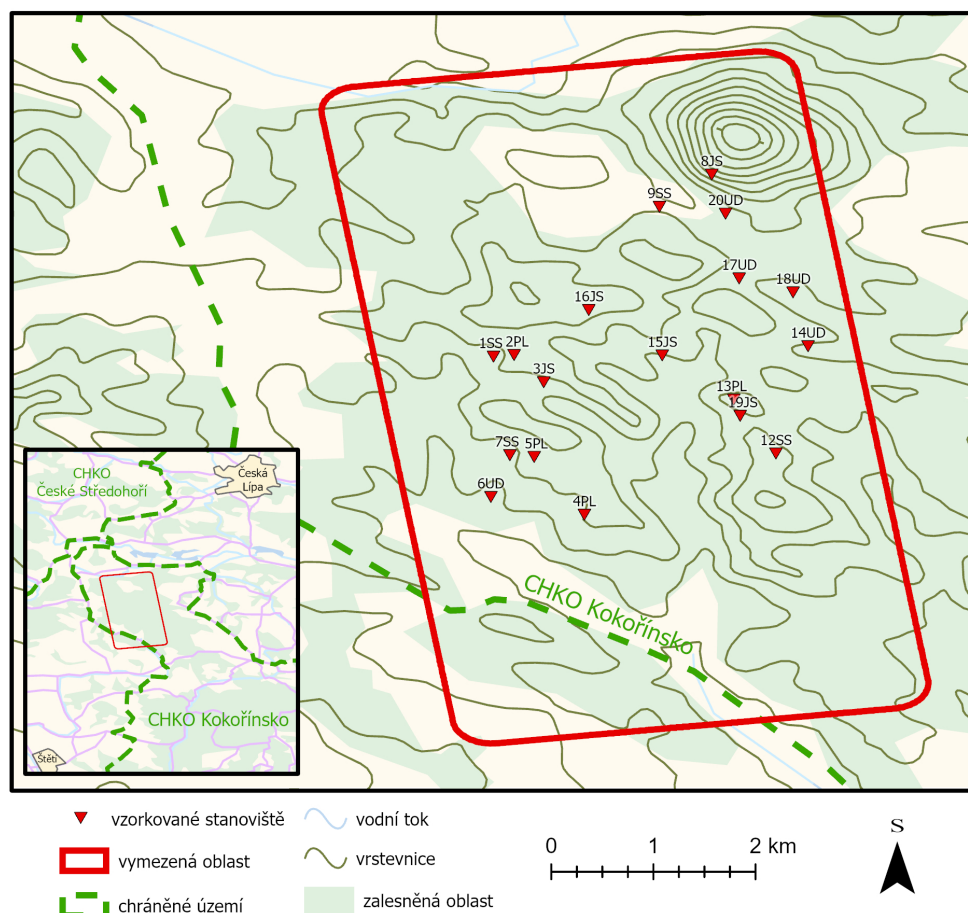 8JS
9SS
20UD
17UD
18UD
16JS
14UD
1SS
2PL
15JS
3JS
13PL
19JS
7SS
5PL
12SS
6UD
4PL
CHKO Kokořínsko
CHKO
České Středohoří
Česká
Lípa
CHKO Kokořínsko
Štětí
vzorkované stanoviště
vymezená oblast
chráněné území
vodní tok
vrstevnice
zalesněná oblast
0 1 2 km
S